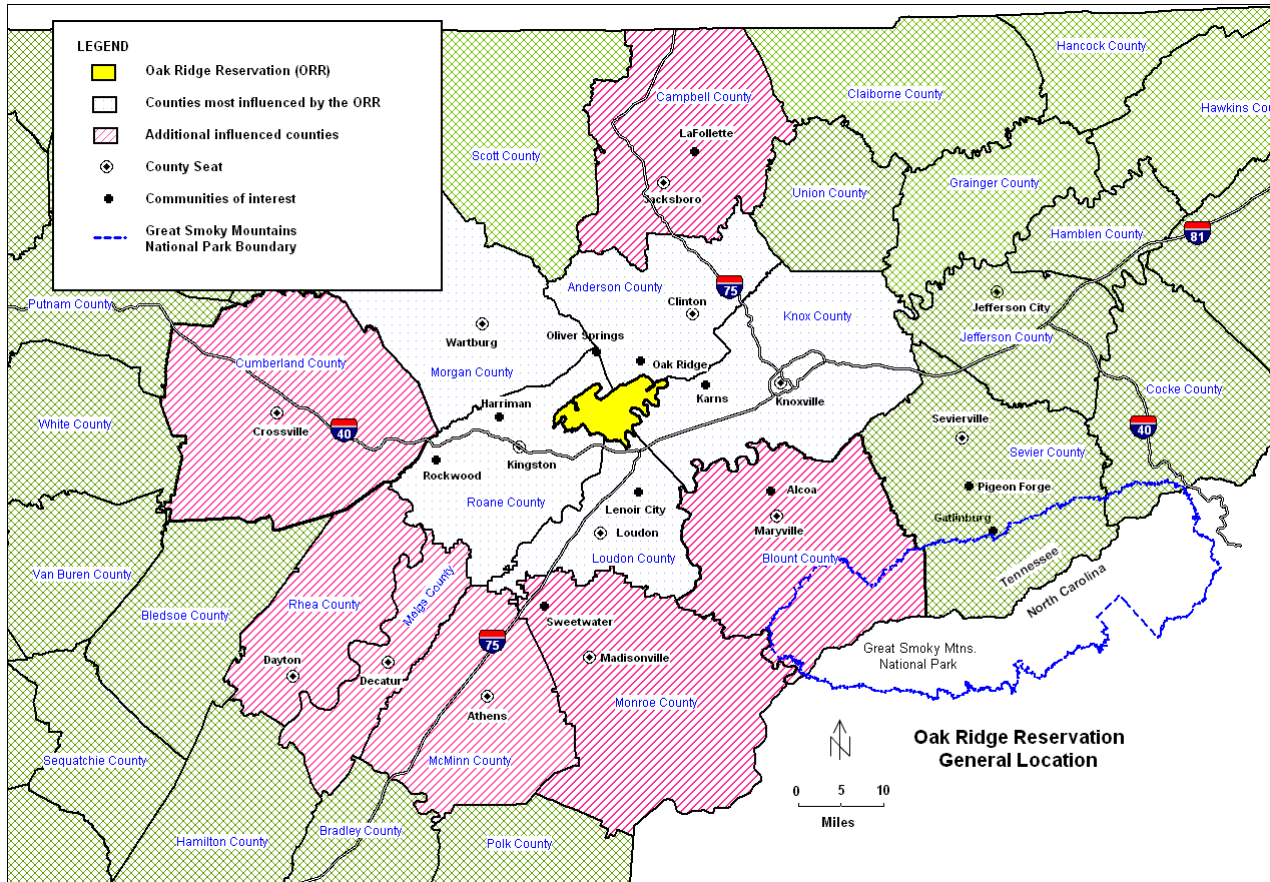 LEGEND
Oak Ridge Reservation (ORR)
Counties most influenced by the ORR
Additional influenced counties
County Seat
Communities of interest
Great Smoky Mountains
National Park Boundary
Hancock County
Claiborne County
Hawkins Cou
Campbell County
LaFollette
Scott County
Union County
Grainger County
Jacksboro
Hamblen County
81
Anderson County
75
Putnam County
Clinton
Jefferson City
Knox County
Wartburg
Oliver Springs
Jefferson County
Cumberland County
Oak Ridge
Morgan County
Karns
Knoxville
Cocke County
Harriman
Sevierville
White County
Crossville
40
40
Kingston
Sevier County
Rockwood
Pigeon Forge
Alcoa
Roane County
Lenoir City
Maryville
Gatlinburg
Loudon
Loudon County
Blount County
Tennessee
North Carolina
Van Buren County
Meigs County
Rhea County
Bledsoe County
Sweetwater
75
Great Smoky Mtns.
National Park
Dayton
Decatur
Madisonville
Monroe County
Athens
N
Oak Ridge Reservation
General Location
Sequatchie County
McMinn County
0 5 10
Miles
Bradley County
Hamilton County
Polk County